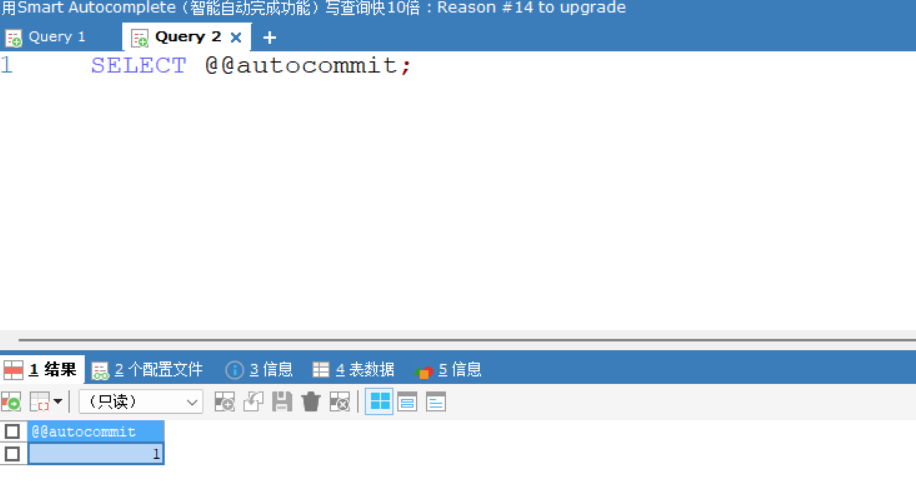 用Smart Autocomplete（智能自动完成功能）写查询快10倍：Reason #14 to upgrade
Query 1 Query 2 × +
1 SELECT @@autocommit;
1 结果 2 个配置文件 3 信息 4 表数据 5 信息
（只读）
@@autocommit
1